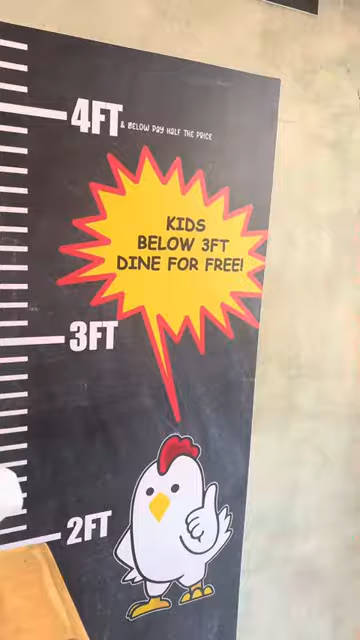 4FT & BELOW PAY HALF THE PRICE
KIDS
BELOW 3FT
DINE FOR FREE!
3FT
2FT